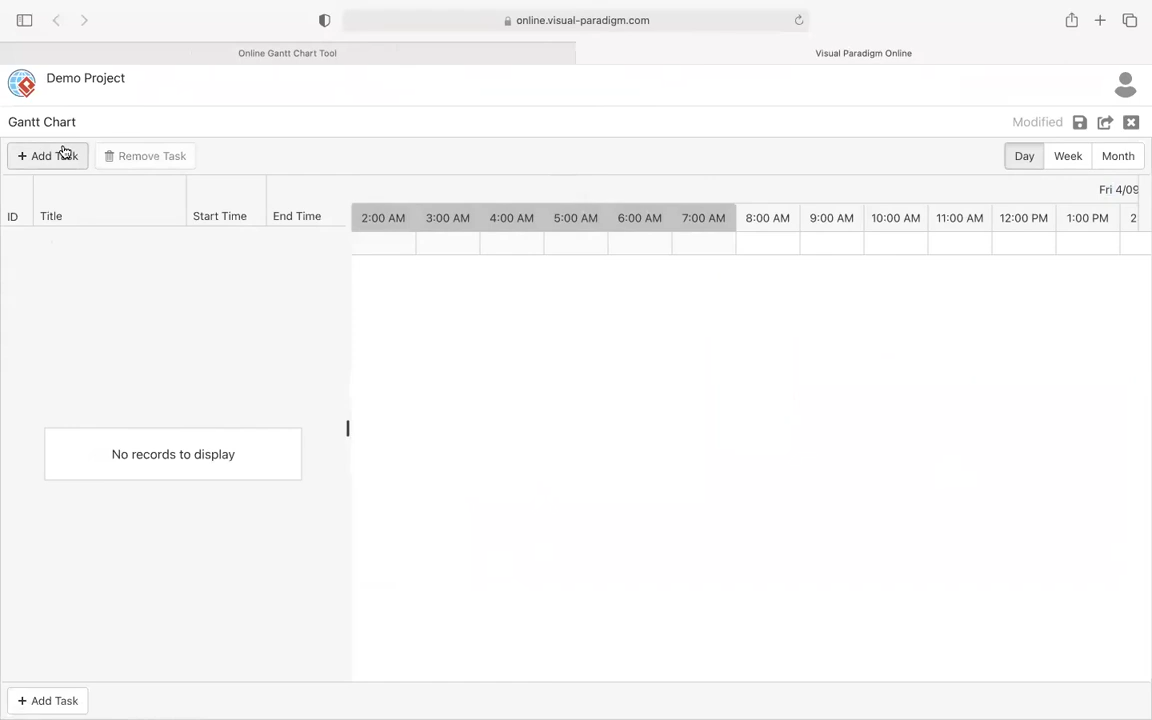 online.visual-paradigm.com
Online Gantt Chart Tool
Visual Paradigm Online
Demo Project
Gantt Chart
Modified
+ Add Task
Remove Task
Day
Week
Month
Fri 4/09
ID
Title
Start Time
End Time
2:00 AM
3:00 AM
4:00 AM
5:00 AM
6:00 AM
7:00 AM
8:00 AM
9:00 AM
10:00 AM
11:00 AM
12:00 PM
1:00 PM
2
No records to display
+ Add Task